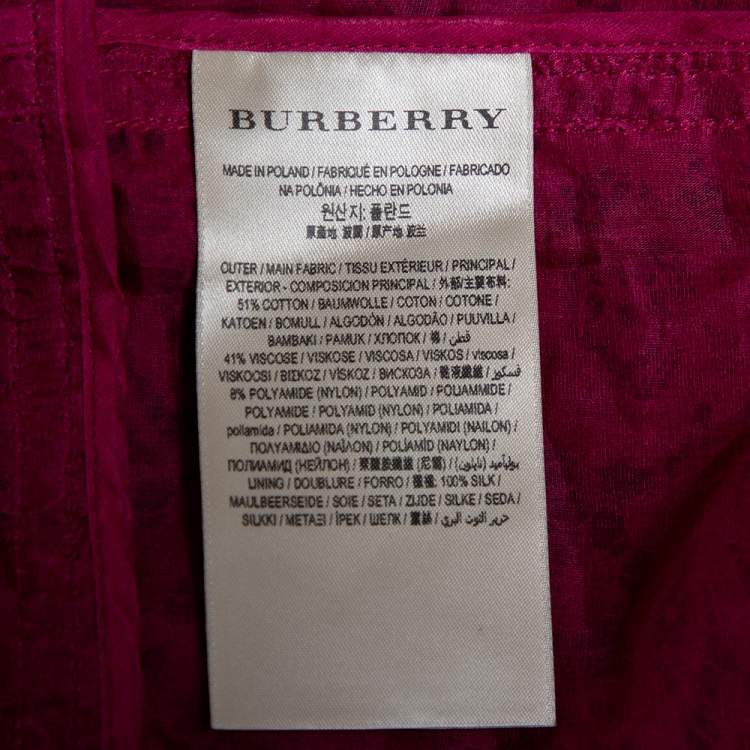 BURBERRY
MADE IN POLAND / FABRIQUÉ EN POLOGNE / FABRICADO
NA POLÔNIA / HECHO EN POLONIA
원산지: 폴란드
原產地 波蘭 / 原产地 波兰
OUTER / MAIN FABRIC / TISSU EXTÉRIEUR / PRINCIPAL /
EXTERIOR - COMPOSICION PRINCIPAL / 外部/主要布料:
51% COTTON / BAUMWOLLE / COTON / COTONE /
KATOEN / BOMULL / ALGODÓN / ALGODÃO / PUUVILLA /
BAMBAKI / PAMUK / ХЛОПОК / 棉 / قطن /
41% VISCOSE / VISKOSE / VISCOSA / VISKOS / viscosa /
VISKOOSI / ΒΙΣΚΟΖ / VİSKOZ / ВИСКОЗА / 黏液纖維 / فسكوز /
8% POLYAMIDE (NYLON) / POLYAMID / POLIAMMIDE /
POLYAMIDE / POLYAMID (NYLON) / POLIAMIDA /
poliamida / POLIAMIDA (NYLON) / POLYAMIDI (NAILON) /
ΠΟΛΥΑΜΙΔΙΟ (ΝΑΪΛΟΝ) / POLİAMİD (NAYLON) /
ПОЛИАМИД (НЕЙЛОН) / 聚醯胺纖維 (尼龍) / بوليأميد (نايلون) /
LINING / DOUBLURE / FORRO / 裡襯: 100% SILK /
MAULBEERSEIDE / SOIE / SETA / ZIJDE / SILKE / SEDA /
SILKKI / ΜΕΤΑΞΙ / İPEK / ШЕЛК / 蠶絲 / حرير التوت البري /